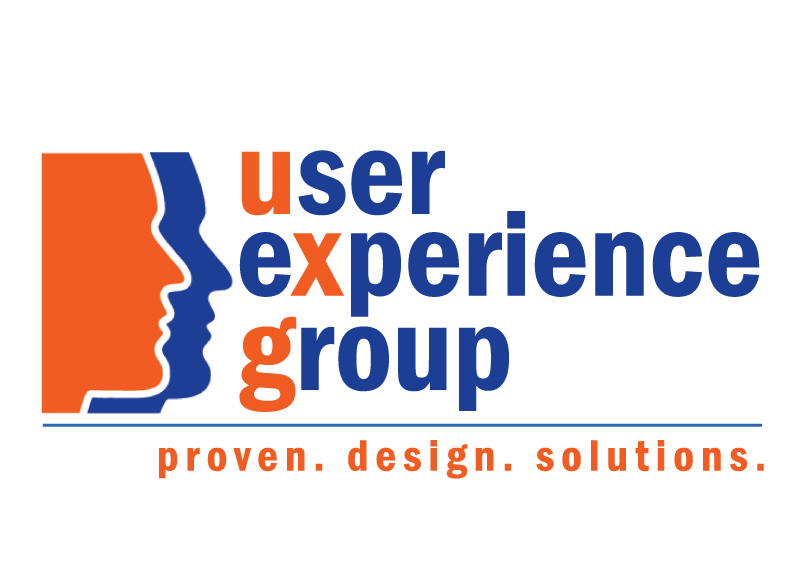 user
experience
group
proven. design. solutions.